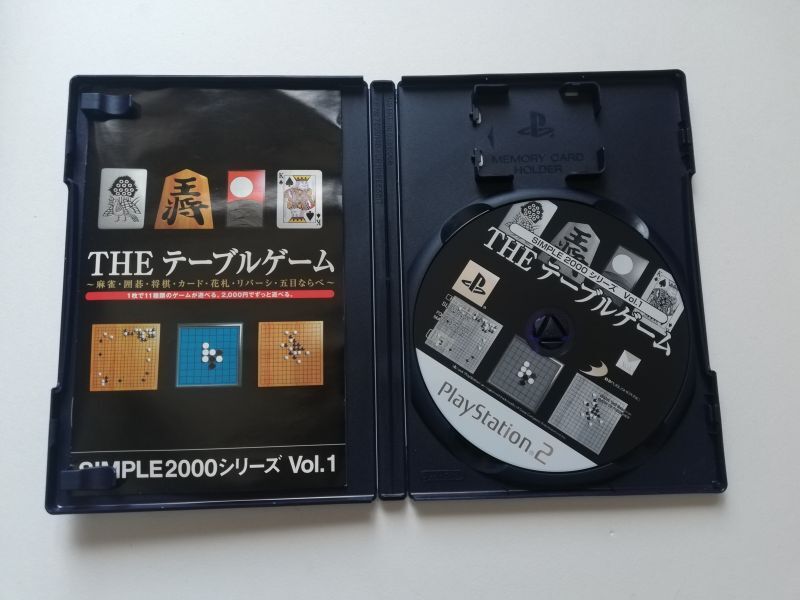 王
将
K
THE テーブルゲーム
～麻雀・囲碁・将棋・カード・花札・リバーシ・五目ならべ～
1枚で11種類のゲームが遊べる。2,000円でずっと遊べる。
SIMPLE2000シリーズ Vol.1
MEMORY CARD
HOLDER
SIMPLE 2000 シリーズ Vol.1
THE テーブルゲーム
PlayStation 2